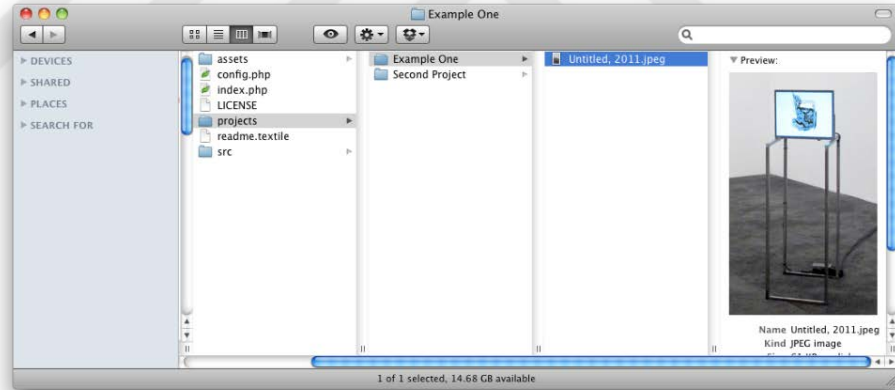 Example One
DEVICES
SHARED
PLACES
SEARCH FOR
assets
config.php
index.php
LICENSE
projects
readme.textile
src
Example One
Second Project
Untitled, 2011.jpeg
Preview:
Name Untitled, 2011.jpeg
Kind JPEG image
1 of 1 selected, 14.68 GB available